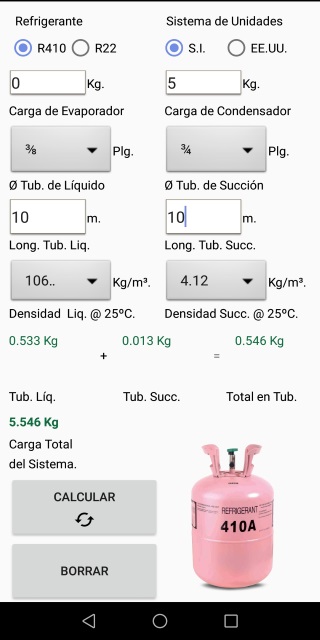 Refrigerante Sistema de Unidades
R410 R22 S.I. EE.UU.
0 Kg. 5 Kg.
Carga de Evaporador Carga de Condensador
⅜ Plg. ¾ Plg.
Ø Tub. de Líquido Ø Tub. de Succión
10 m. 10 m.
Long. Tub. Liq. Long. Tub. Succ.
106.. Kg/m³. 4.12 Kg/m³.
Densidad Liq. @ 25ºC. Densidad Succ. @ 25ºC.
0.533 Kg 0.013 Kg 0.546 Kg
+ =
Tub. Líq. Tub. Succ. Total en Tub.
5.546 Kg
Carga Total
del Sistema.
CALCULAR
REFRIGERANT
410A
BORRAR